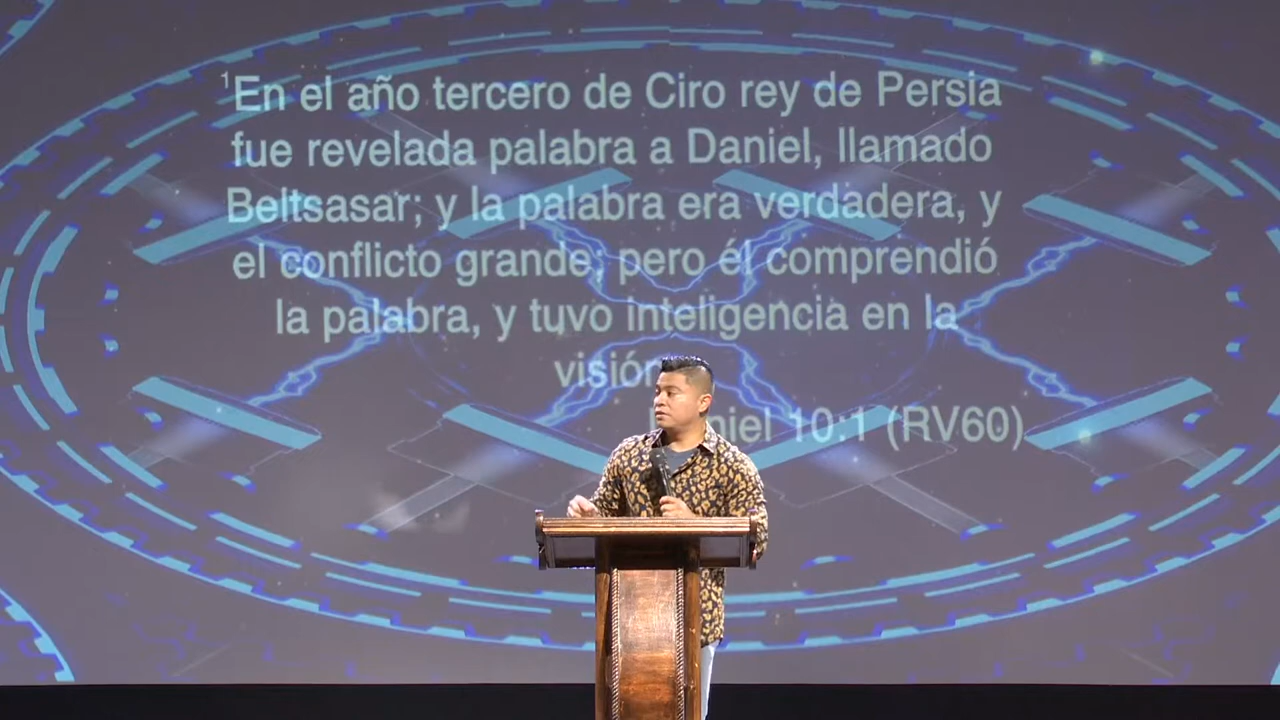 ¹En el año tercero de Ciro rey de Persia
fue revelada palabra a Daniel, llamado
Beltsasar; y la palabra era verdadera, y
el conflicto grande; pero él comprendió
la palabra, y tuvo inteligencia en la
visión
niel 10:1 (RV60)